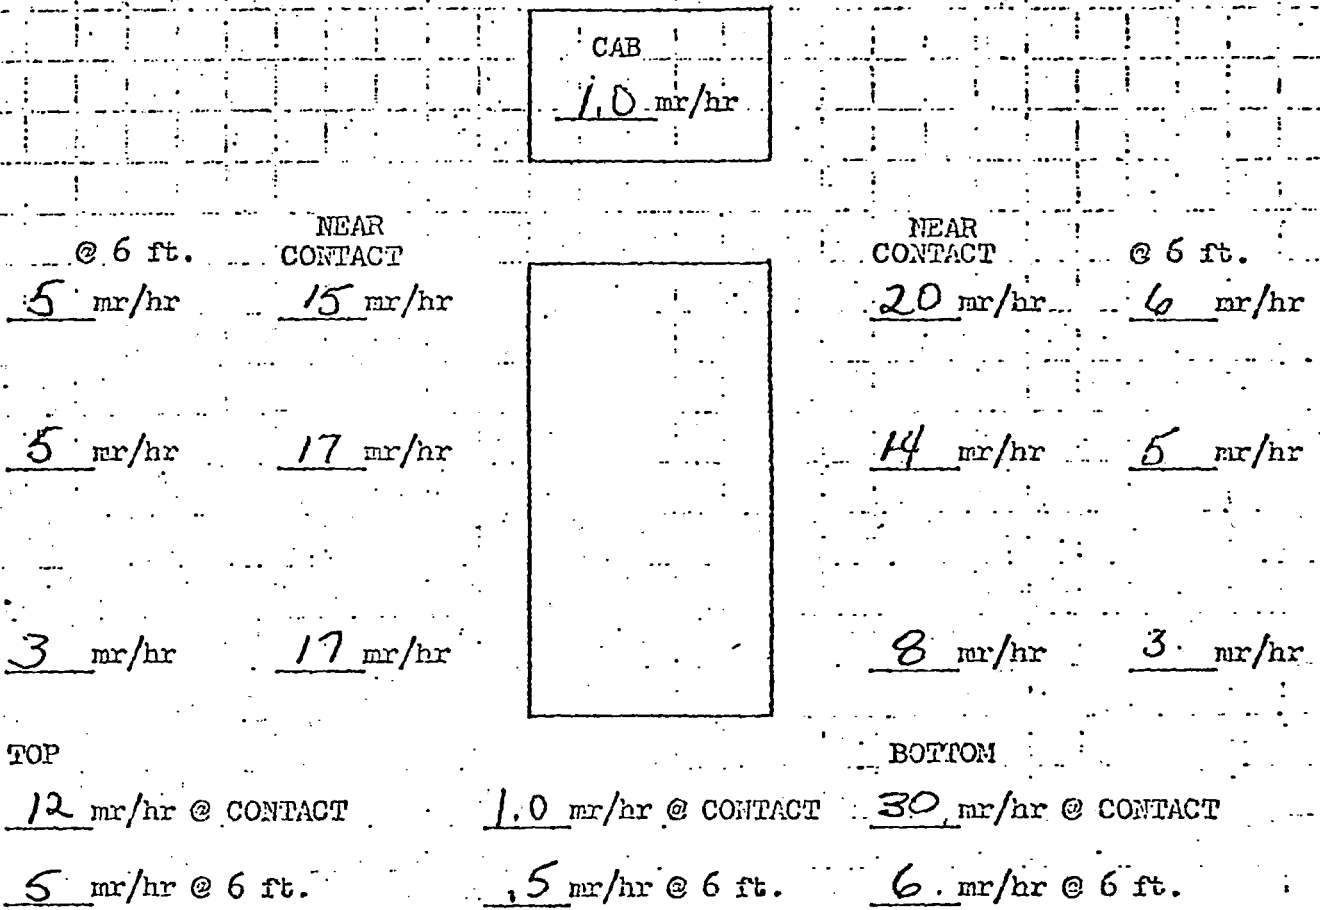 CAB
1.0 mr/hr
NEAR NEAR
@ 6 ft. CONTACT CONTACT @ 6 ft.
5 mr/hr 15 mr/hr 20 mr/hr 6 mr/hr
5 mr/hr 17 mr/hr 14 mr/hr 5 mr/hr
3 mr/hr 17 mr/hr 8 mr/hr 3 mr/hr
TOP BOTTOM
12 mr/hr @ CONTACT 1.0 mr/hr @ CONTACT 30 mr/hr @ CONTACT
5 mr/hr @ 6 ft. .5 mr/hr @ 6 ft. 6 mr/hr @ 6 ft.